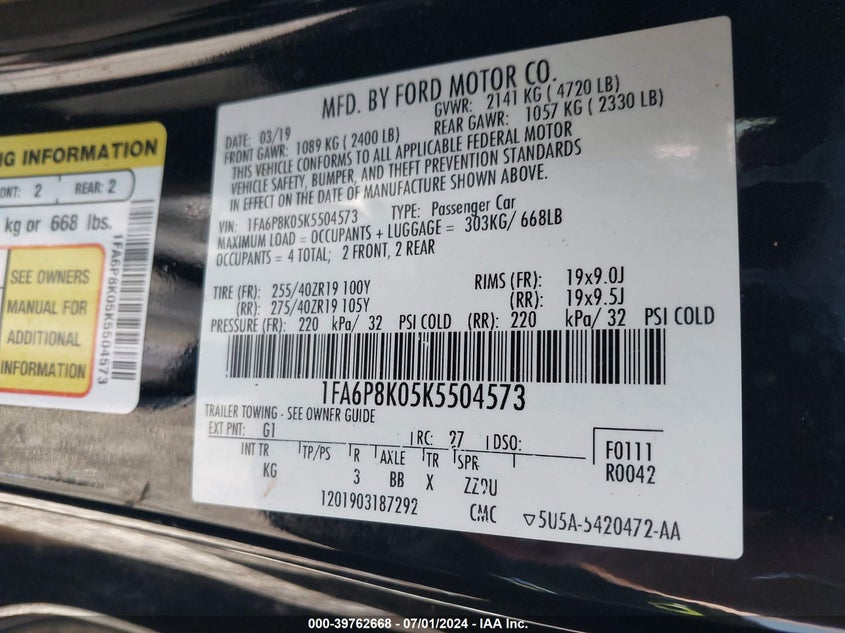 NG INFORMATION
ONT: 2 REAR: 2
kg or 668 lbs.
SEE OWNERS
MANUAL FOR
ADDITIONAL
INFORMATION
1FA6P8K05K5504573
MFD. BY FORD MOTOR CO.
DATE: 03/19 GVWR: 2141 KG ( 4720 LB)
FRONT GAWR: 1089 KG ( 2400 LB) REAR GAWR: 1057 KG ( 2330 LB)
THIS VEHICLE CONFORMS TO ALL APPLICABLE FEDERAL MOTOR
VEHICLE SAFETY, BUMPER, AND THEFT PREVENTION STANDARDS
IN EFFECT ON THE DATE OF MANUFACTURE SHOWN ABOVE.
VIN: 1FA6P8K05K5504573 TYPE: Passenger Car
MAXIMUM LOAD = OCCUPANTS + LUGGAGE = 303KG/ 668LB
OCCUPANTS = 4 TOTAL; 2 FRONT, 2 REAR
TIRE (FR): 255/40ZR19 100Y RIMS (FR): 19x9.0J
(RR): 275/40ZR19 105Y (RR): 19x9.5J
PRESSURE (FR): 220 kPa/ 32 PSI COLD (RR): 220 kPa/ 32 PSI COLD
1FA6P8K05K5504573
TRAILER TOWING - SEE OWNER GUIDE
EXT PNT: G1 RC: 27 DSO: F0111
INT TR TP/PS R AXLE TR SPR R0042
KG 3 BB X ZZ9U
1201903187292 CMC ▽5U5A-5420472-AA
000-39762668 - 07/01/2024 - IAAI Inc.